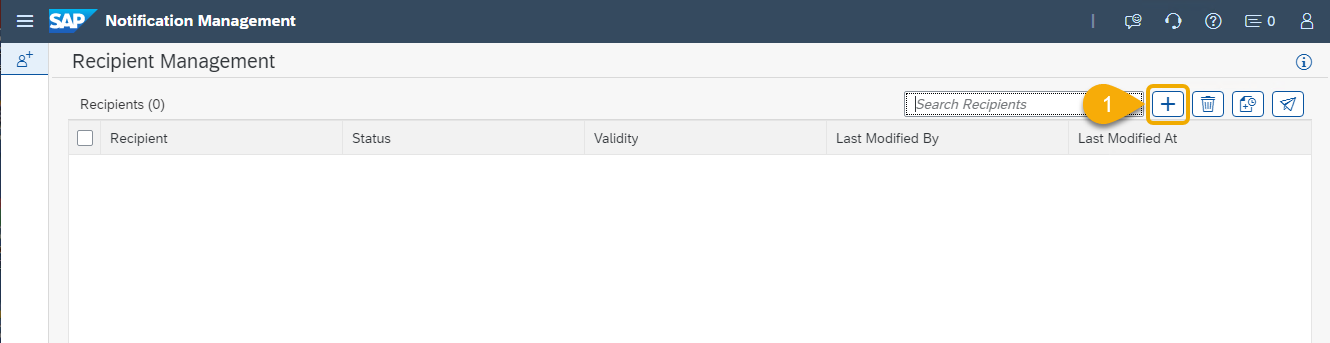 SAP Notification Management 0
Recipient Management
Recipients (0) Search Recipients 1
Recipient Status Validity Last Modified By Last Modified At